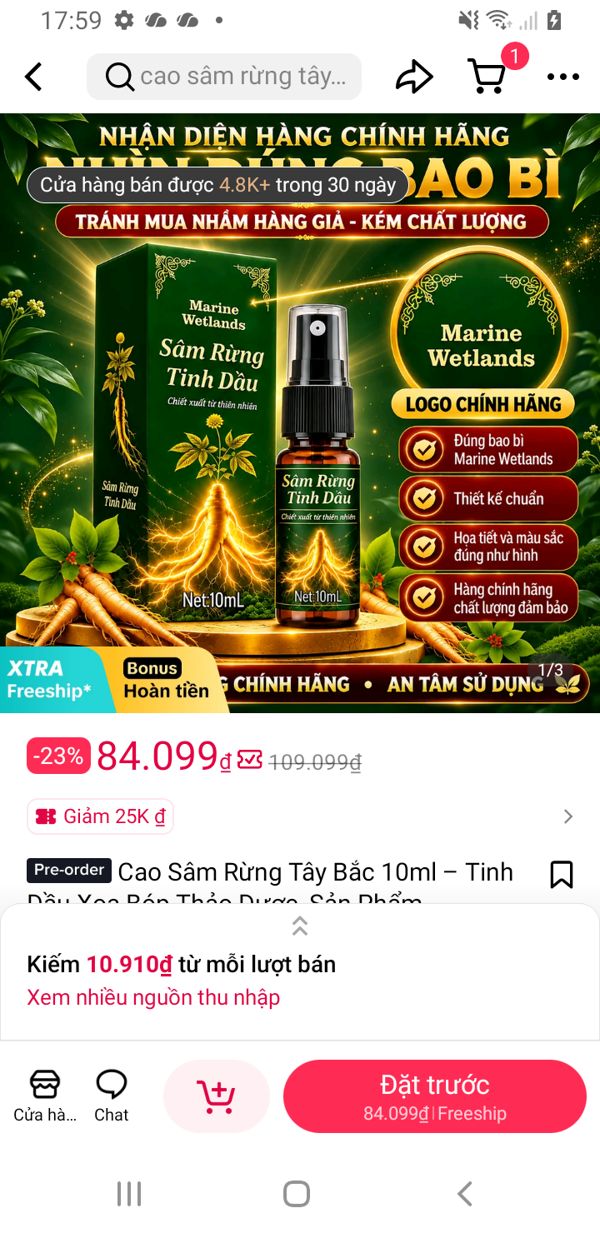 17:59
1
cao sâm rừng tây...
NHẬN DIỆN HÀNG CHÍNH HÃNG
BAO BÌ
Cửa hàng bán được 4.8K+ trong 30 ngày
TRÁNH MUA NHẦM HÀNG GIẢ - KÉM CHẤT LƯỢNG
Marine
Wetlands
Sâm Rừng
Tinh Dầu
Chiết xuất từ thiên nhiên
Sâm Rừng
Tinh Dầu
Net:10mL
Sâm Rừng
Tinh Dầu
Chiết xuất từ thiên nhiên
Net:10mL
Marine
Wetlands
LOGO CHÍNH HÃNG
Đúng bao bì
Marine Wetlands
Thiết kế chuẩn
Họa tiết và màu sắc
đúng như hình
Hàng chính hãng
chất lượng đảm bảo
1/3
XTRA
Freeship*
Bonus
Hoàn tiền
CHÍNH HÃNG • AN TÂM SỬ DỤNG
-23% 84.099₫ 109.099₫
Giảm 25K ₫
Pre-order Cao Sâm Rừng Tây Bắc 10ml – Tinh
Dầu Xoa Bóp Thảo Dược, Sản Phẩm
Kiếm 10.910₫ từ mỗi lượt bán
Xem nhiều nguồn thu nhập
Cửa hà...
Chat
Đặt trước
84.099₫ | Freeship